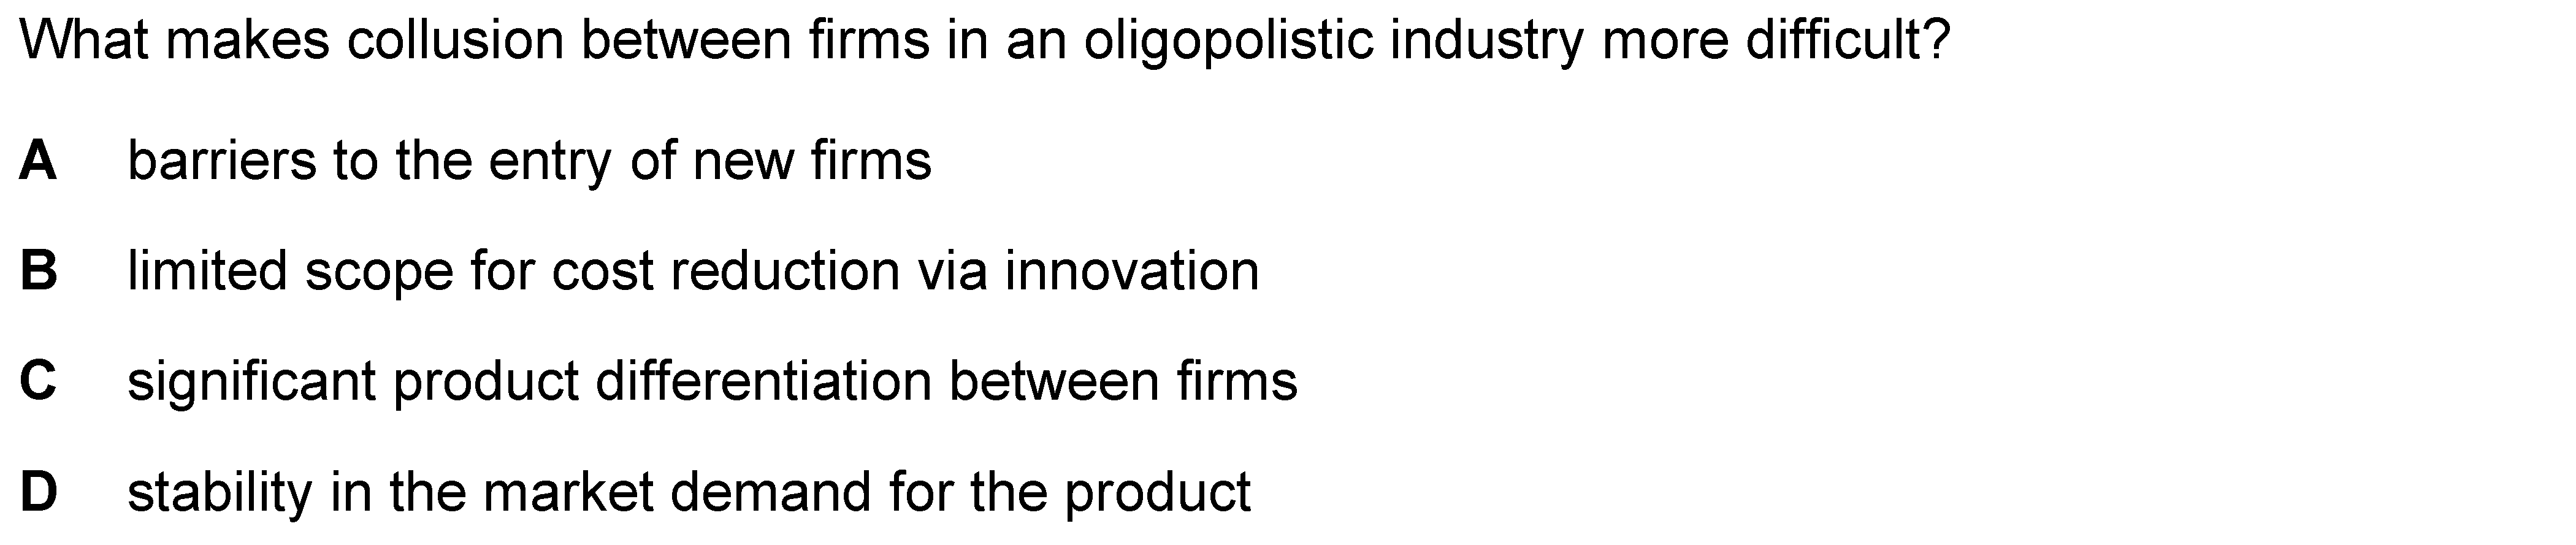 What makes collusion between firms in an oligopolistic industry more difficult?
A barriers to the entry of new firms
B limited scope for cost reduction via innovation
C significant product differentiation between firms
D stability in the market demand for the product